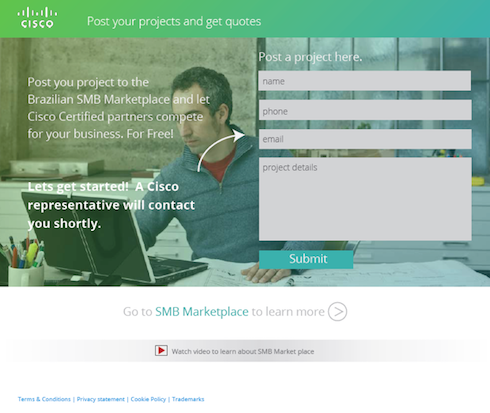 CISCO
Post your projects and get quotes
Post you project to the
Brazilian SMB Marketplace and let
Cisco Certified partners compete
for your business. For Free!
Lets get started!  A Cisco
representative will contact
you shortly.
Post a project here.
name
phone
email
project details
Submit
Go to SMB Marketplace to learn more
Watch video to learn about SMB Market place
Terms & Conditions | Privacy statement | Cookie Policy | Trademarks